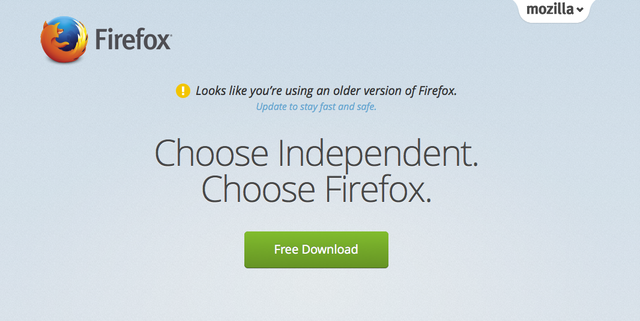 mozilla
Firefox
Looks like you're using an older version of Firefox.
Update to stay fast and safe.
Choose Independent.
Choose Firefox.
Free Download